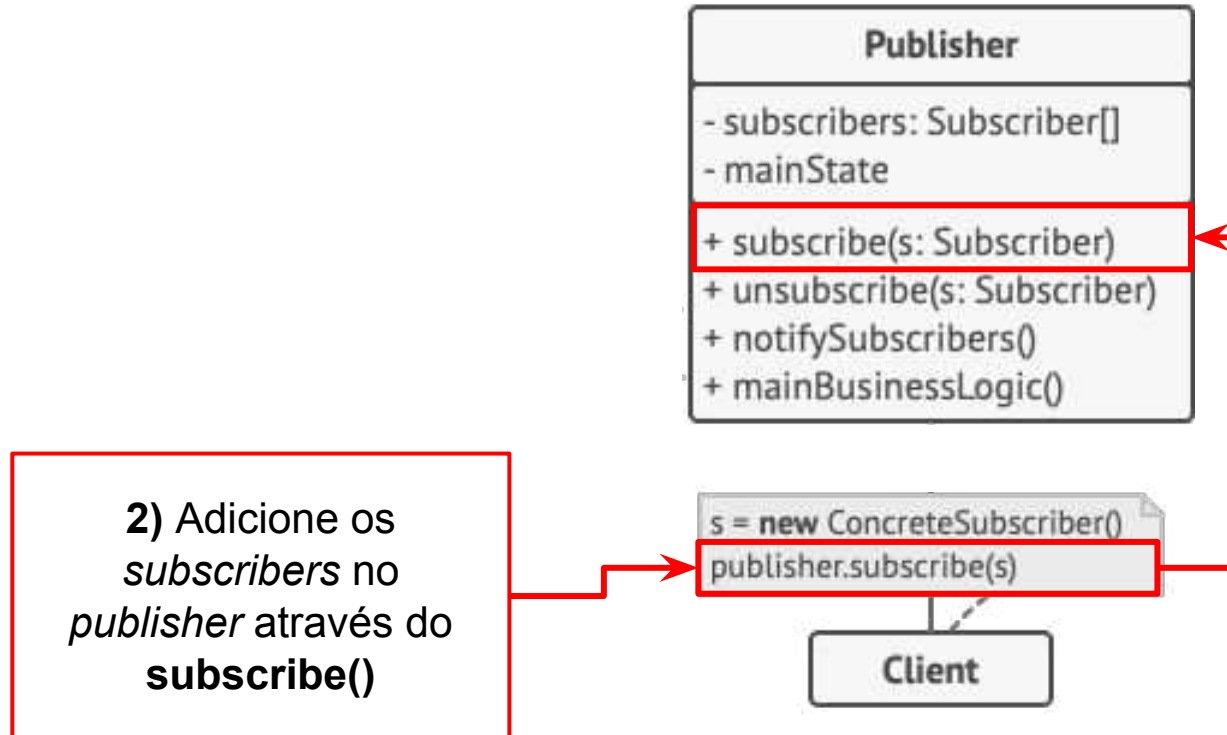 Publisher
- subscribers: Subscriber[]
- mainState
+ subscribe(s: Subscriber)
+ unsubscribe(s: Subscriber)
+ notifySubscribers()
+ mainBusinessLogic()
2) Adicione os
subscribers no
publisher através do
subscribe()
s = new ConcreteSubscriber()
publisher.subscribe(s)
Client